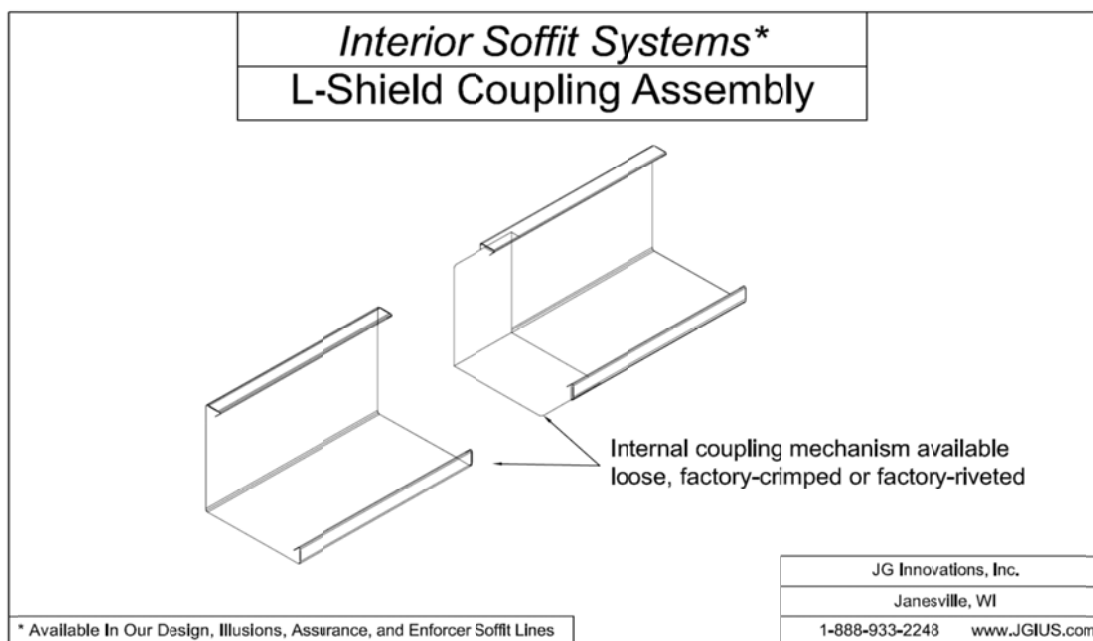 Interior Soffit Systems*
L-Shield Coupling Assembly
Internal coupling mechanism available
loose, factory-crimped or factory-riveted
JG Innovations, Inc.
Janesville, WI
1-888-933-2248 www.JGIUS.com
* Available In Our Design, Illusions, Assurance, and Enforcer Soffit Lines